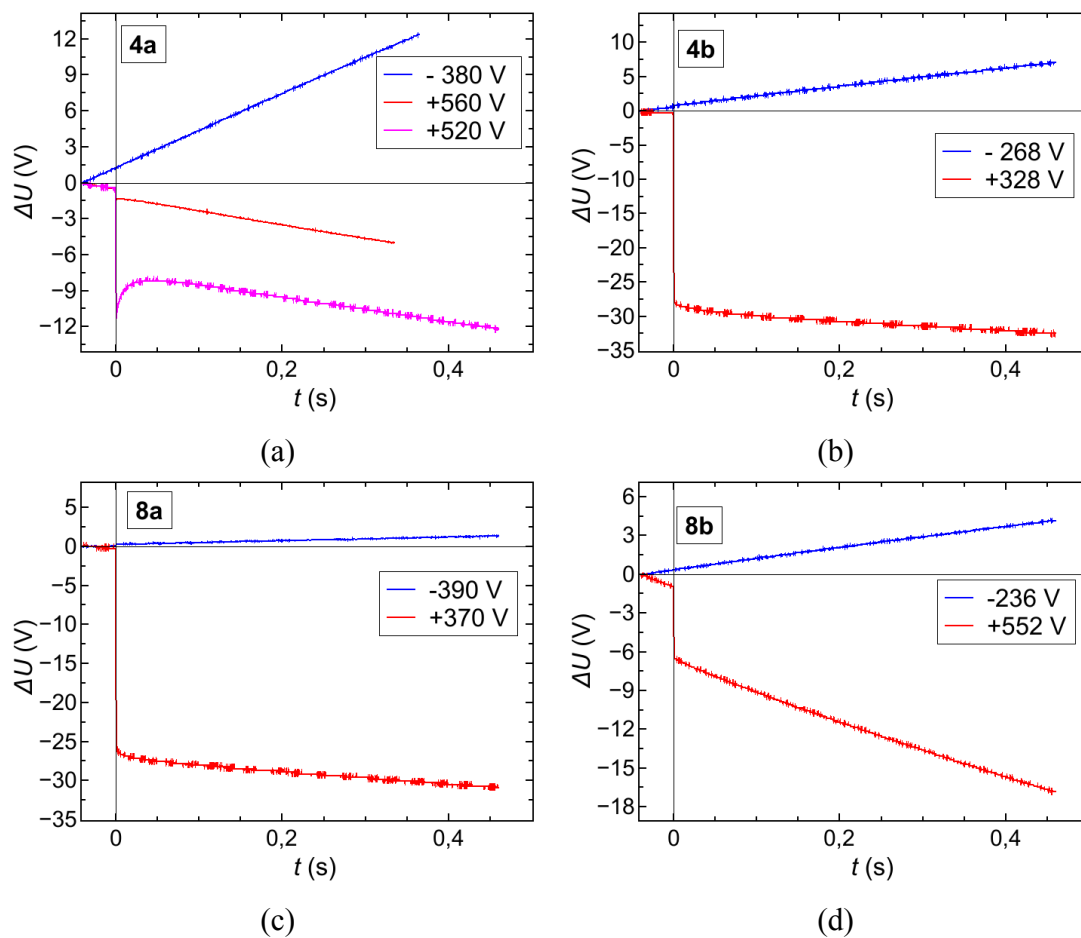 4a
- 380 V
+560 V
+520 V
12
9
6
3
0
−3
−6
−9
−12
ΔU (V)
0
0,2
0,4
t (s)
(a)
4b
- 268 V
+328 V
10
5
0
−5
−10
−15
−20
−25
−30
−35
ΔU (V)
0
0,2
0,4
t (s)
(b)
8a
-390 V
+370 V
5
0
−5
−10
−15
−20
−25
−30
−35
ΔU (V)
0
0,2
0,4
t (s)
(c)
8b
-236 V
+552 V
6
3
0
−3
−6
−9
−12
−15
−18
ΔU (V)
0
0,2
0,4
t (s)
(d)